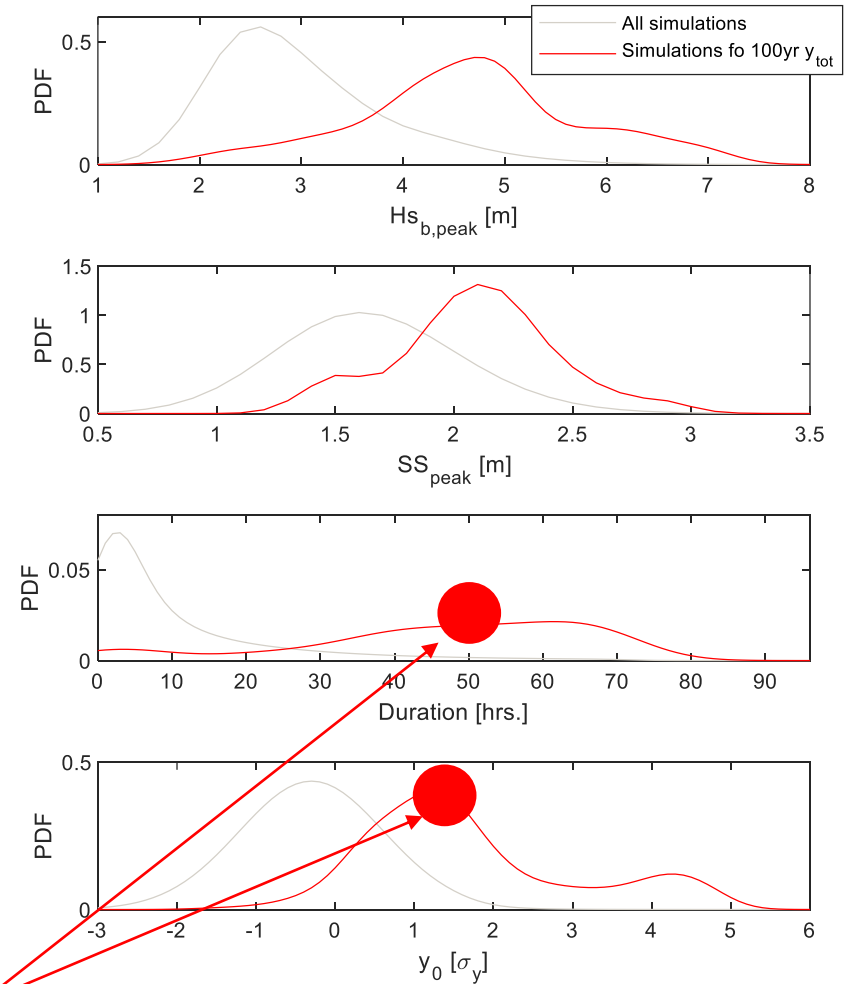 All simulations
Simulations fo 100yr y_tot
PDF
0.5
0
1 2 3 4 5 6 7 8
Hs_b,peak [m]
PDF
1.5
1
0.5
0
0.5 1 1.5 2 2.5 3 3.5
SS_peak [m]
PDF
0.05
0
0 10 20 30 40 50 60 70 80 90
Duration [hrs.]
PDF
0.5
0
-3 -2 -1 0 1 2 3 4 5 6
y_0 [σ_y]